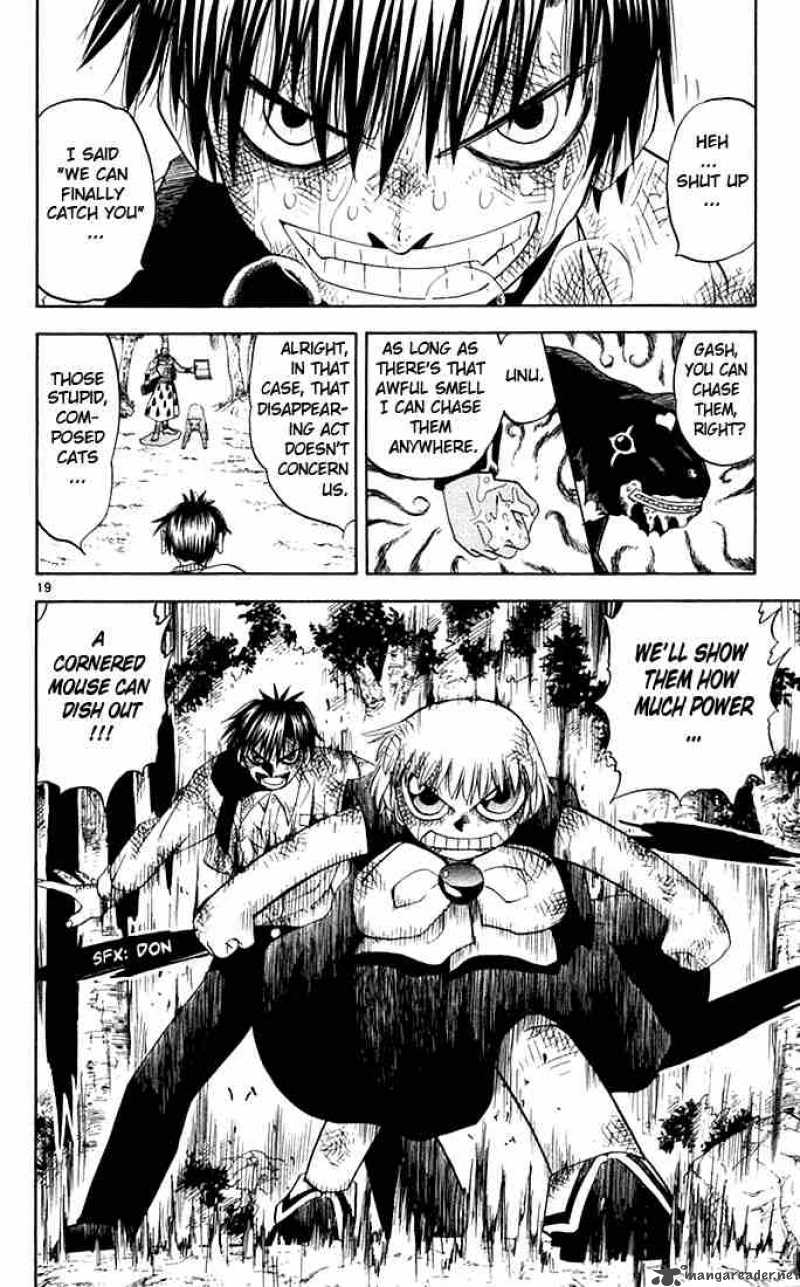 HEH
...
SHUT UP
...
I SAID
"WE CAN
FINALLY
CATCH YOU"
...
GASH,
YOU CAN
CHASE
THEM,
RIGHT?
UNU.
AS LONG AS
THERE'S THAT
AWFUL SMELL
I CAN CHASE
THEM
ANYWHERE.
ALRIGHT,
IN THAT
CASE, THAT
DISAPPEAR-
ING ACT
DOESN'T
CONCERN
US.
THOSE
STUPID,
COM-
POSED
CATS
...
19
WE'LL SHOW
THEM HOW
MUCH POWER
...
A
CORNERED
MOUSE CAN
DISH OUT
!!!
SFX: DON
mangareader.net